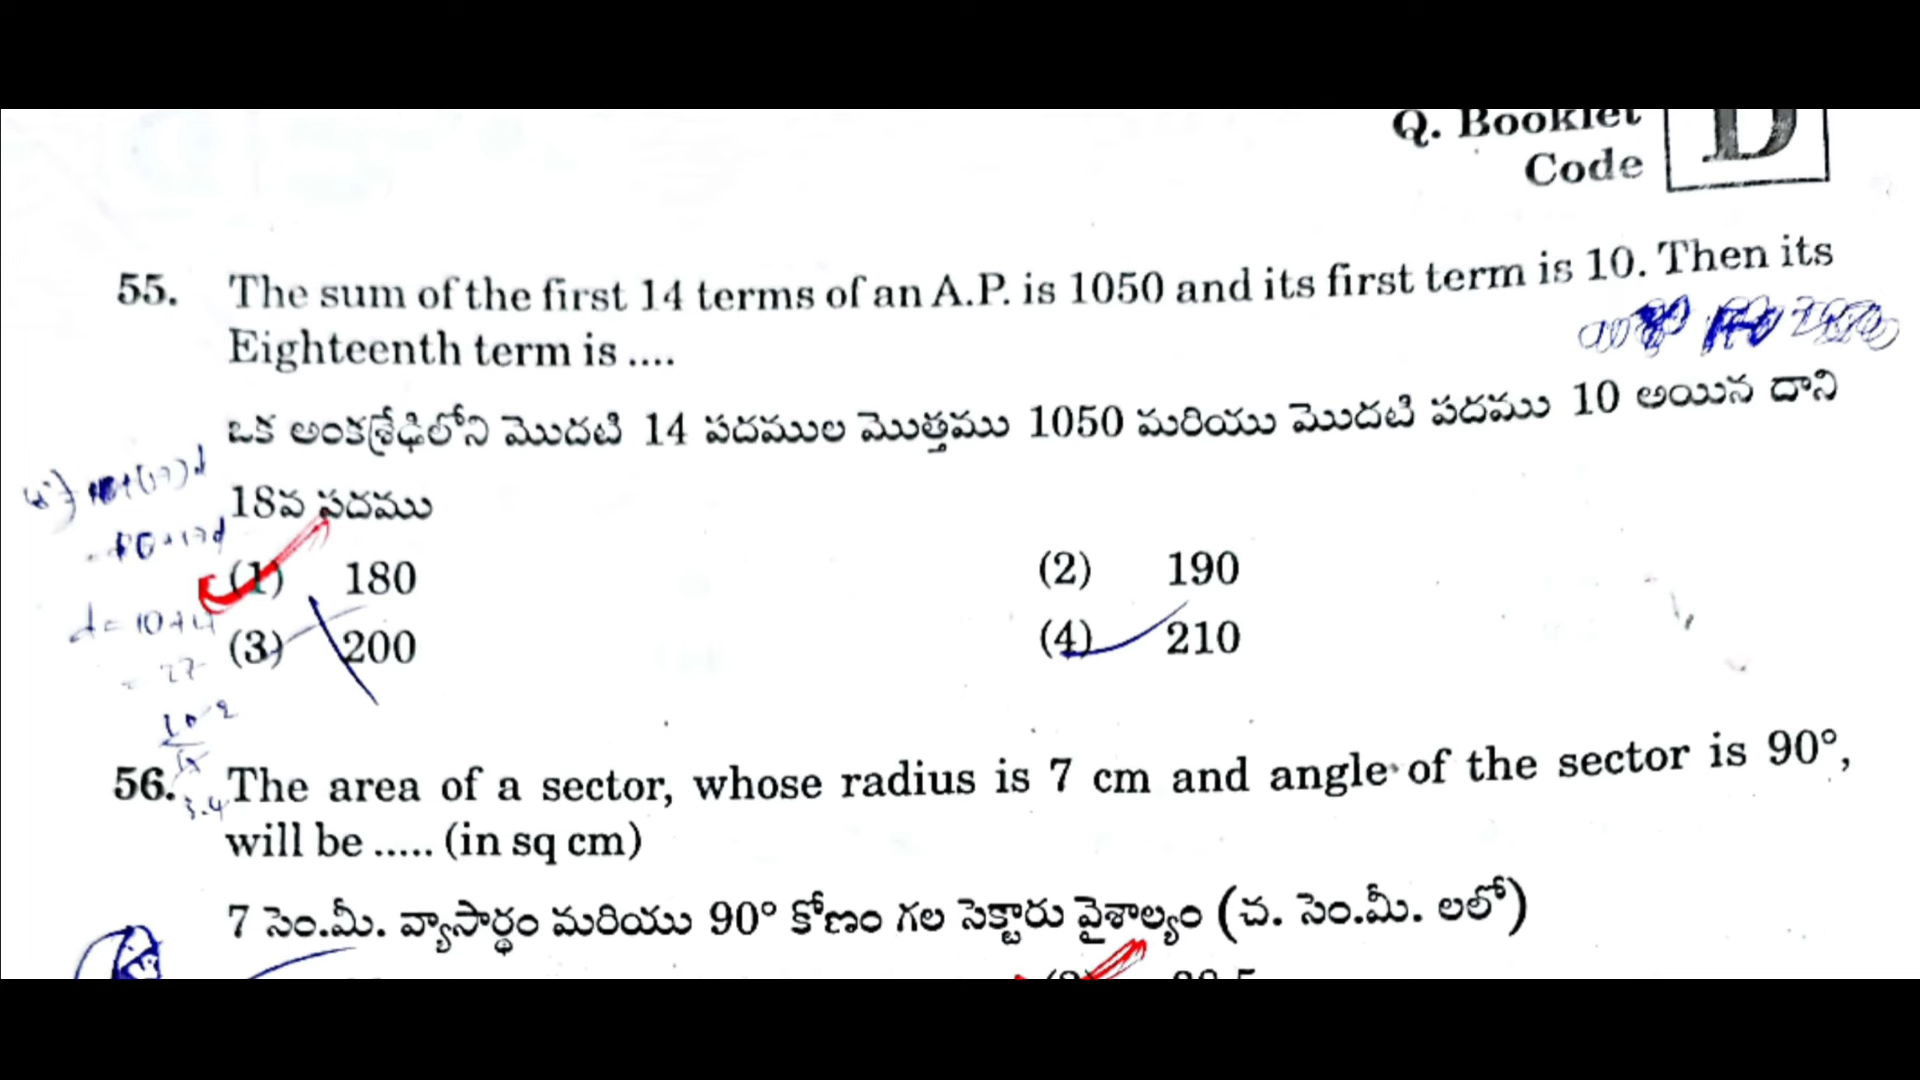 Q. Booklet
Code D
55. The sum of the first 14 terms of an A.P. is 1050 and its first term is 10. Then its
Eighteenth term is ....
ఒక అంకశ్రేఢిలోని మొదటి 14 పదముల మొత్తము 1050 మరియు మొదటి పదము 10 అయిన దాని
18వ పదము
(1) 180 (2) 190
(3) 200 (4) 210
56. The area of a sector, whose radius is 7 cm and angle of the sector is 90°,
will be ..... (in sq cm)
7 సెం.మీ. వ్యాసార్థం మరియు 90° కోణం గల సెక్టారు వైశాల్యం (చ. సెం.మీ. లలో)